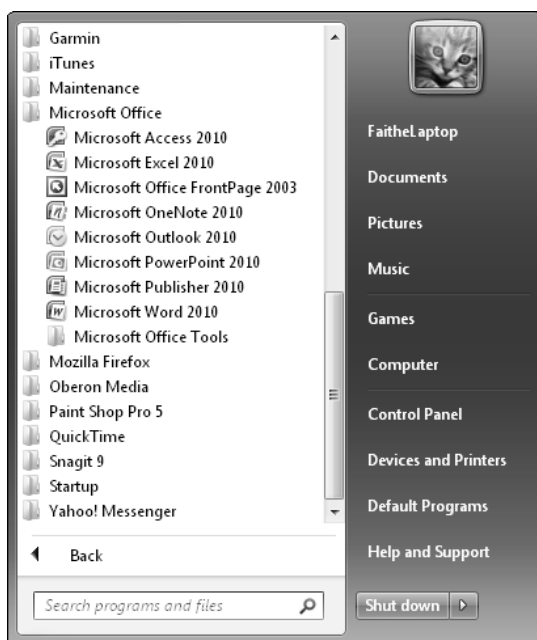 Garmin
iTunes
Maintenance
Microsoft Office
Microsoft Access 2010
Microsoft Excel 2010
Microsoft Office FrontPage 2003
Microsoft OneNote 2010
Microsoft Outlook 2010
Microsoft PowerPoint 2010
Microsoft Publisher 2010
Microsoft Word 2010
Microsoft Office Tools
Mozilla Firefox
Oberon Media
Paint Shop Pro 5
QuickTime
Snagit 9
Startup
Yahoo! Messenger
Back
Search programs and files
FaitheLaptop
Documents
Pictures
Music
Games
Computer
Control Panel
Devices and Printers
Default Programs
Help and Support
Shut down